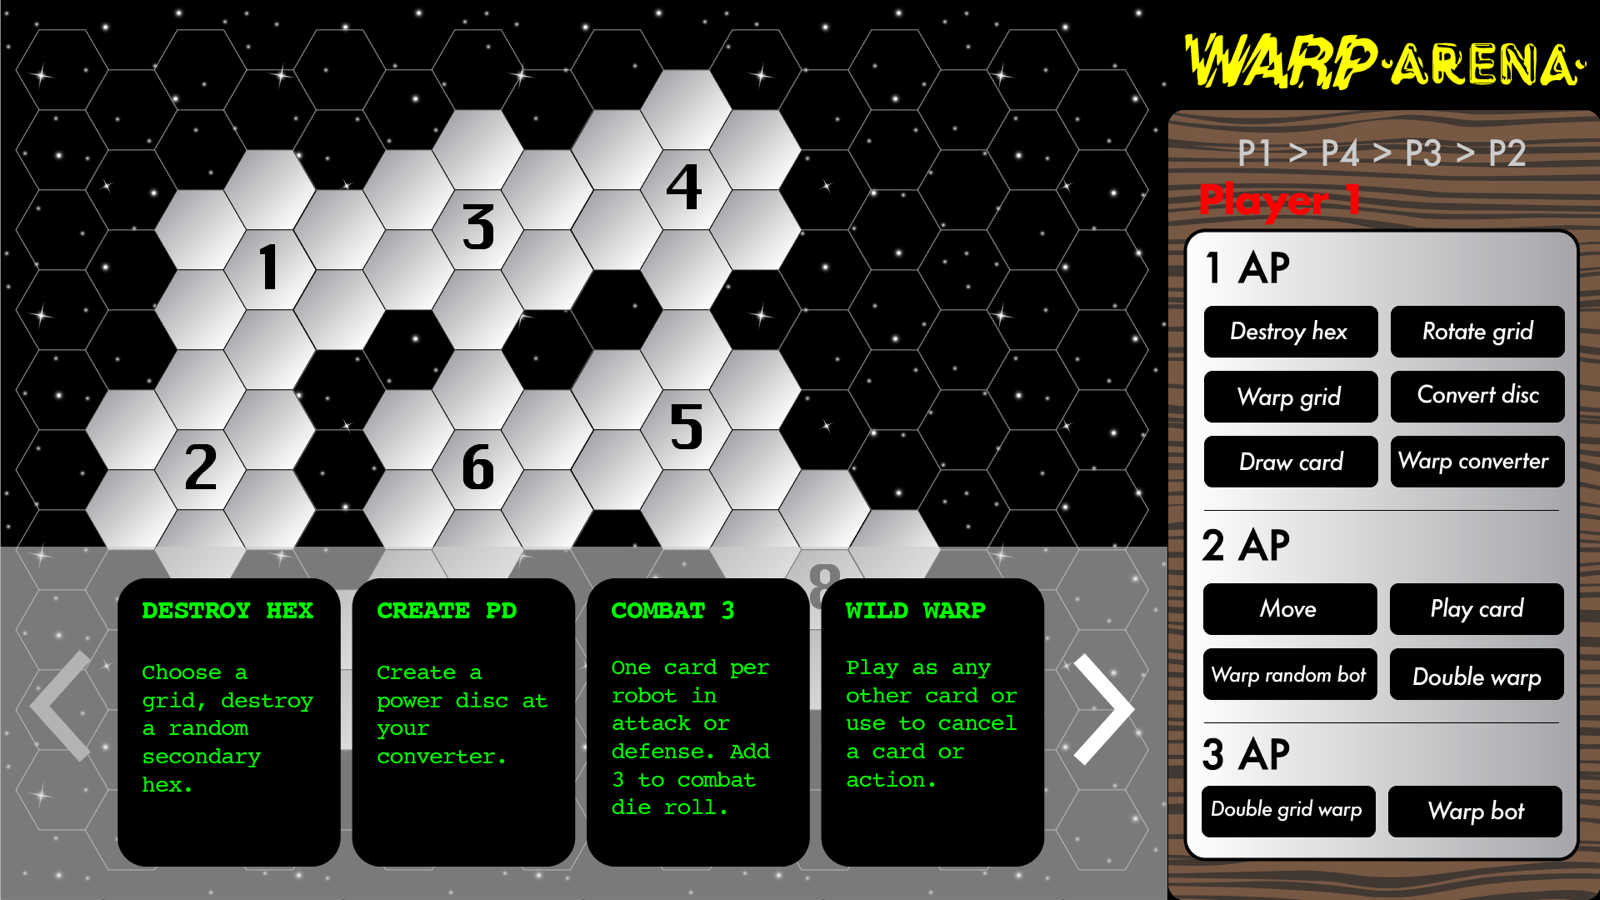 WARP·ARENA·
P1 > P4 > P3 > P2
Player 1
1 AP
Destroy hex
Rotate grid
Warp grid
Convert disc
Draw card
Warp converter
2 AP
Move
Play card
Warp random bot
Double warp
3 AP
Double grid warp
Warp bot
4
3
1
5
2
6
8
DESTROY HEX
Choose a
grid, destroy
a random
secondary
hex.
CREATE PD
Create a
power disc at
your
converter.
COMBAT 3
One card per
robot in
attack or
defense. Add
3 to combat
die roll.
WILD WARP
Play as any
other card or
use to cancel
a card or
action.